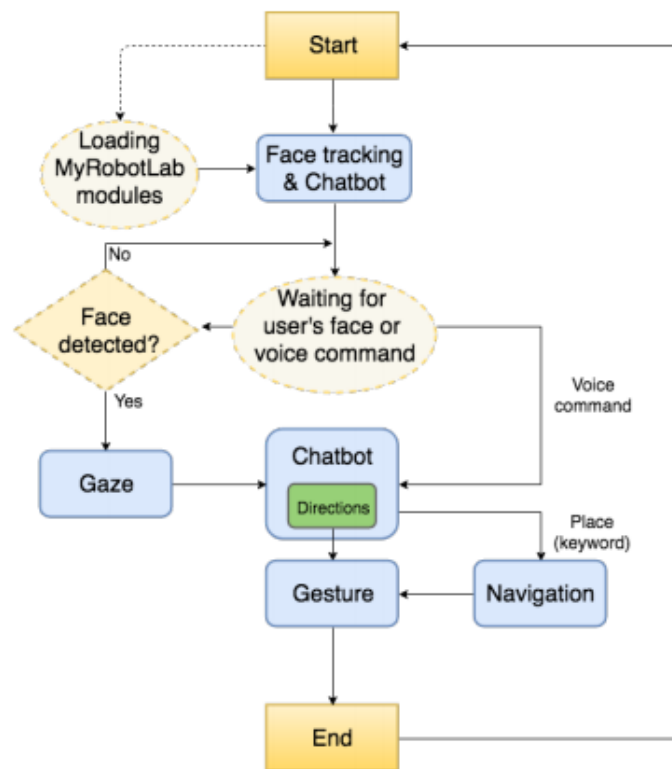 Start
Loading
MyRobotLab
modules
Face tracking
& Chatbot
No
Waiting for
user's face or
voice command
Face
detected?
Yes
Voice
command
Chatbot
Gaze
Directions
Place
(keyword)
Gesture
Navigation
End